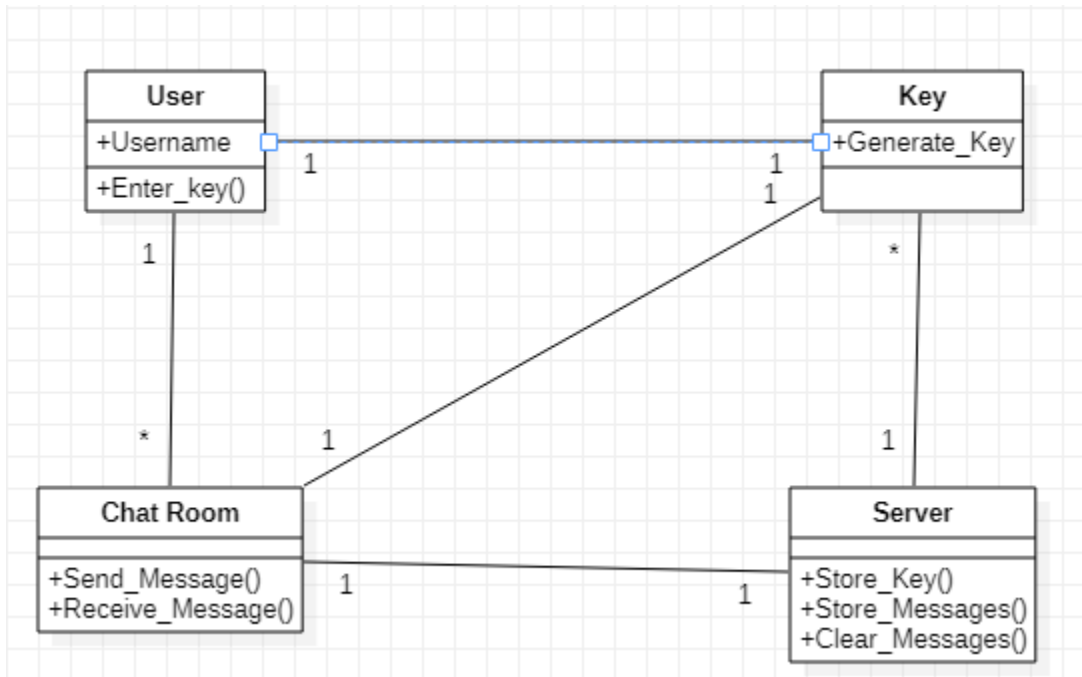 User
+Username
+Enter_key()
Key
+Generate_Key
1
1
1
1
*
*
1
1
Chat Room
+Send_Message()
+Receive_Message()
1
1
Server
+Store_Key()
+Store_Messages()
+Clear_Messages()